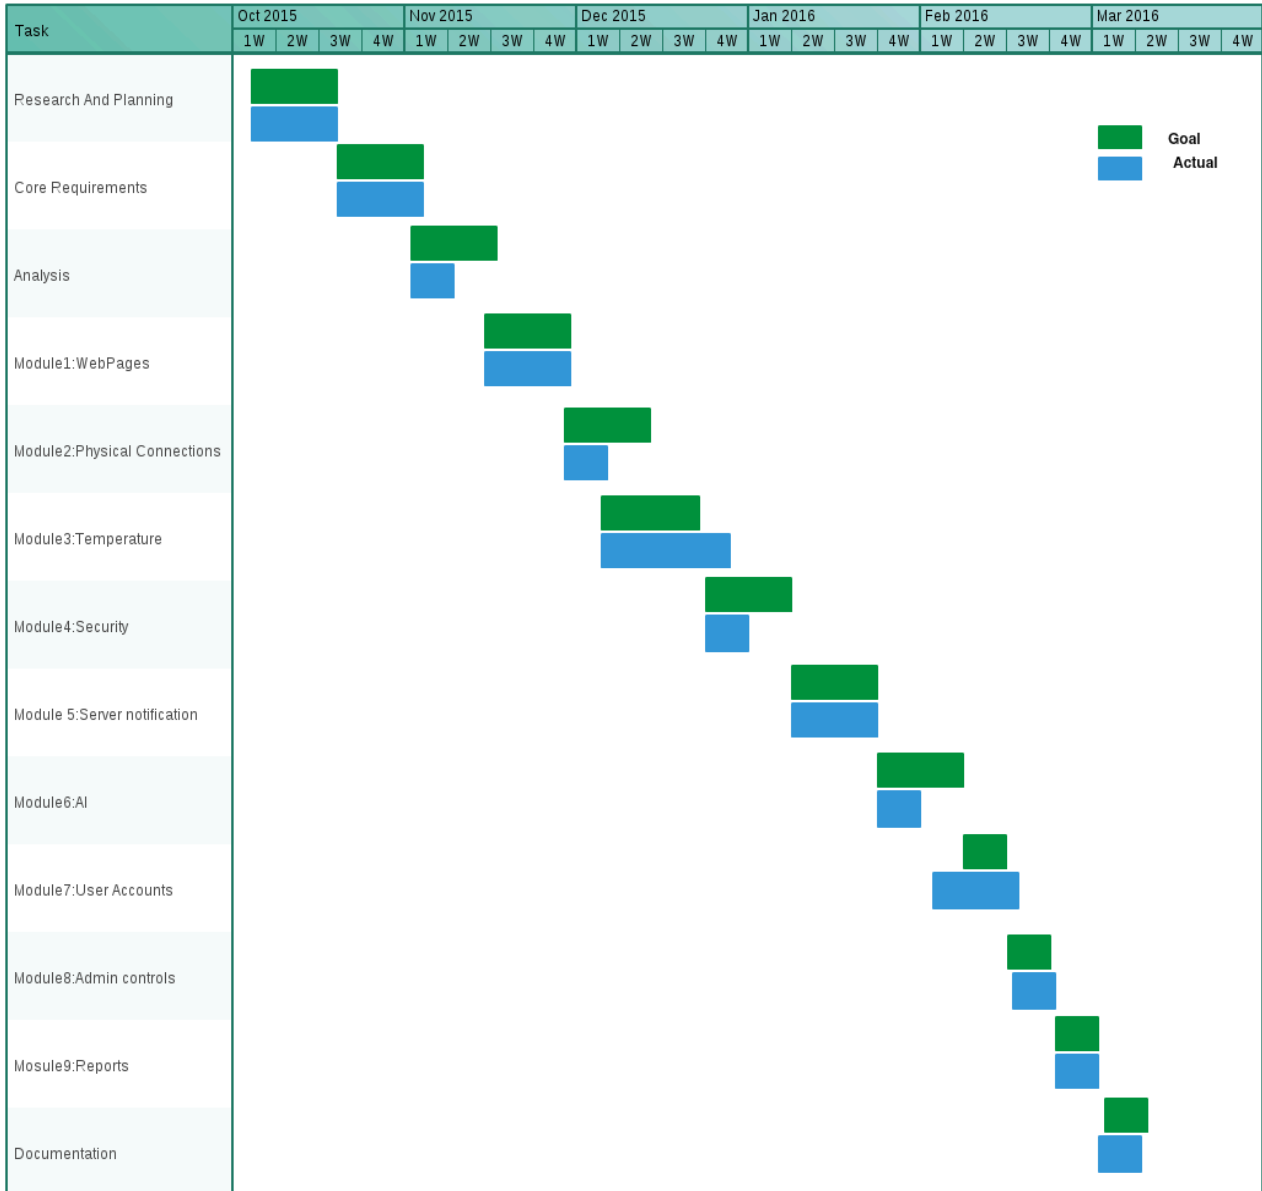 Task
Oct 2015 Nov 2015 Dec 2015 Jan 2016 Feb 2016 Mar 2016
1W 2W 3W 4W 1W 2W 3W 4W 1W 2W 3W 4W 1W 2W 3W 4W 1W 2W 3W 4W 1W 2W 3W 4W
Research And Planning
Goal
Actual
Core Requirements
Analysis
Module1:WebPages
Module2:Physical Connections
Module3:Temperature
Module4:Security
Module 5:Server notification
Module6:AI
Module7:User Accounts
Module8:Admin controls
Mosule9:Reports
Documentation